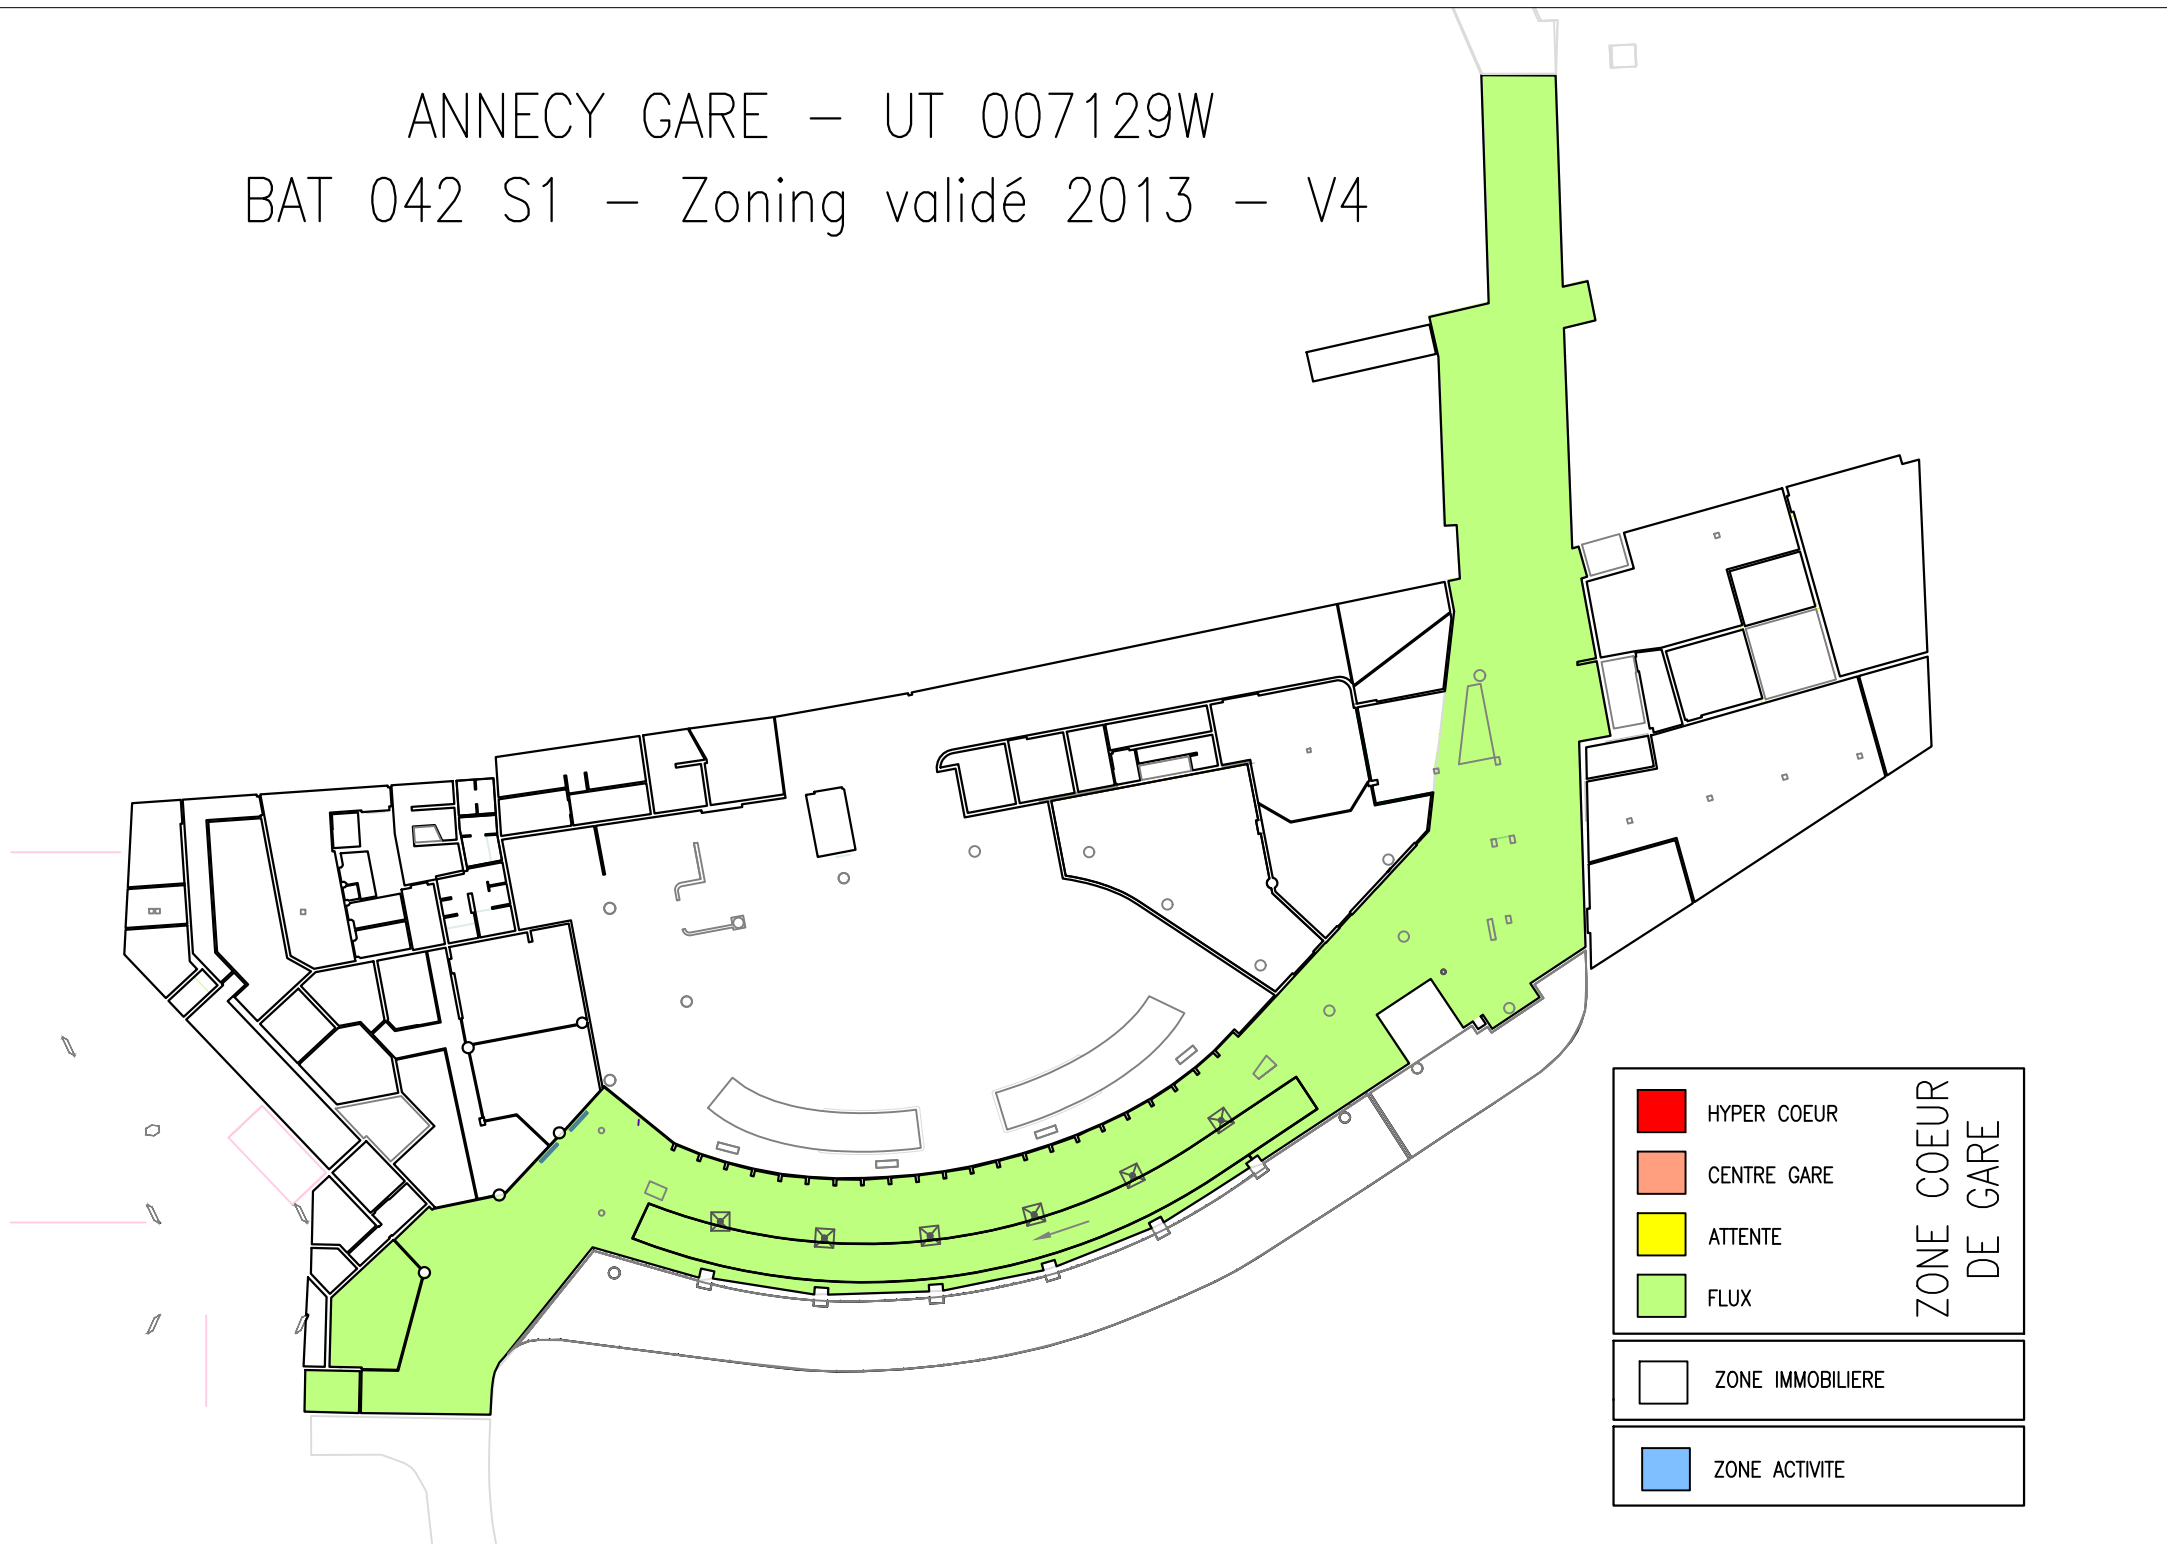 ANNECY GARE - UT 007129W
BAT 042 S1 - Zoning validé 2013 - V4
HYPER COEUR
CENTRE GARE
ATTENTE
FLUX
ZONE COEUR
DE GARE
ZONE IMMOBILIERE
ZONE ACTIVITE